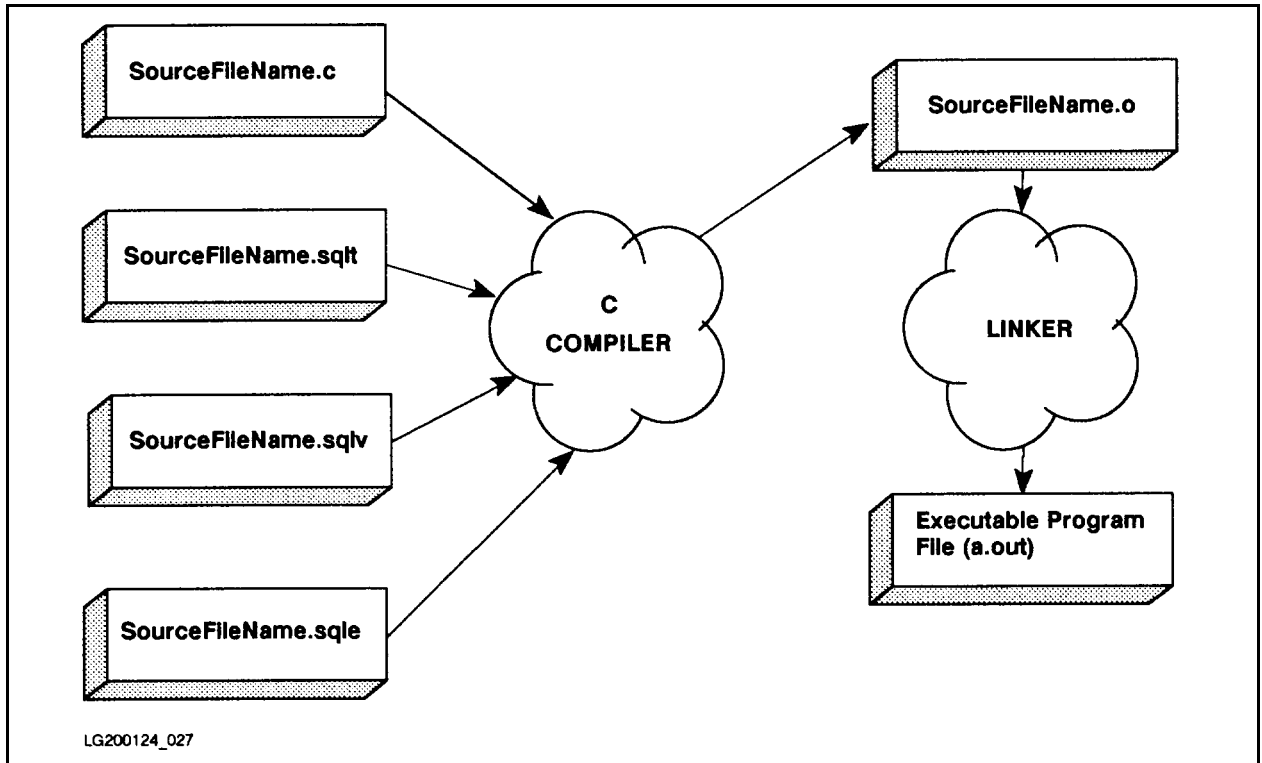 SourceFileName.c
SourceFileName.sqlt
SourceFileName.sqlv
SourceFileName.sqle
C
COMPILER
SourceFileName.o
LINKER
Executable Program
File (a.out)
LG200124_027